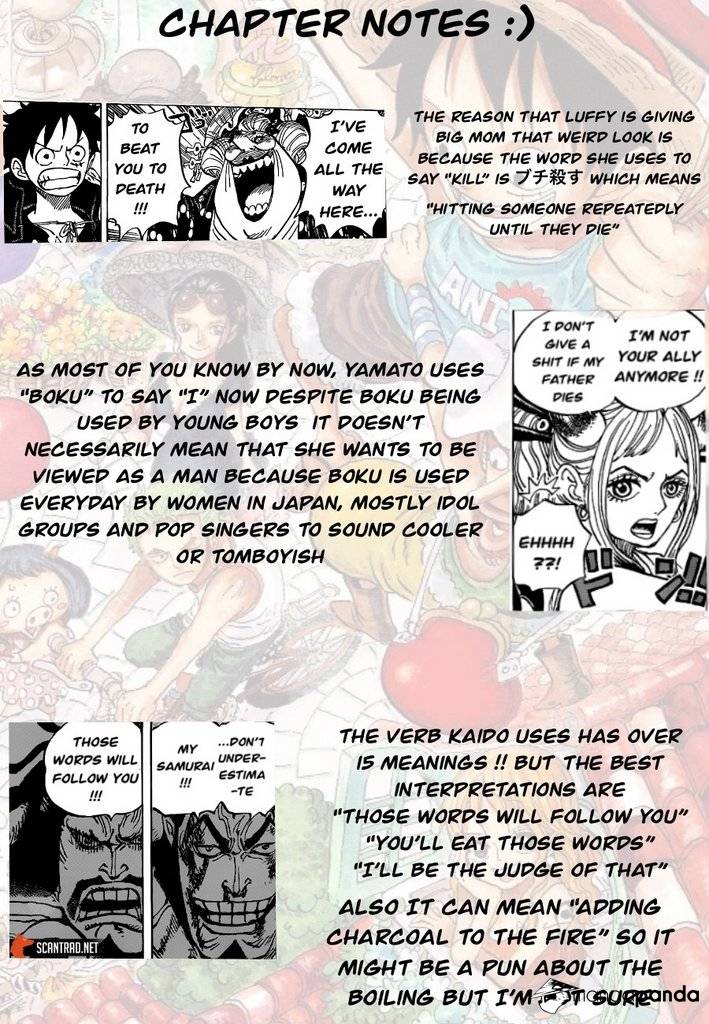 CHAPTER NOTES :)
TO
BEAT
YOU TO
DEATH
!!!
I'VE
COME
ALL THE
WAY
HERE...
THE REASON THAT LUFFY IS GIVING
BIG MOM THAT WEIRD LOOK IS
BECAUSE THE WORD SHE USES TO
SAY "KILL" IS ブチ殺す WHICH MEANS
"HITTING SOMEONE REPEATEDLY
UNTIL THEY DIE"
I DON'T
GIVE A
SHIT IF MY
FATHER
DIES
I'M NOT
YOUR ALLY
ANYMORE !!
EHHHH
??!
AS MOST OF YOU KNOW BY NOW, YAMATO USES
"BOKU" TO SAY "I" NOW DESPITE BOKU BEING
USED BY YOUNG BOYS IT DOESN'T
NECESSARILY MEAN THAT SHE WANTS TO BE
VIEWED AS A MAN BECAUSE BOKU IS USED
EVERYDAY BY WOMEN IN JAPAN, MOSTLY IDOL
GROUPS AND POP SINGERS TO SOUND COOLER
OR TOMBOYISH
THOSE
WORDS WILL
FOLLOW YOU
!!!
MY
SAMURAI
!!!
...DON'T
UNDER-
ESTIMA
-TE
SCANTRAD.NET
THE VERB KAIDO USES HAS OVER
15 MEANINGS !! BUT THE BEST
INTERPRETATIONS ARE
"THOSE WORDS WILL FOLLOW YOU"
"YOU'LL EAT THOSE WORDS"
"I'LL BE THE JUDGE OF THAT"
ALSO IT CAN MEAN "ADDING
CHARCOAL TO THE FIRE" SO IT
MIGHT BE A PUN ABOUT THE
BOILING BUT I'M NOT SURE